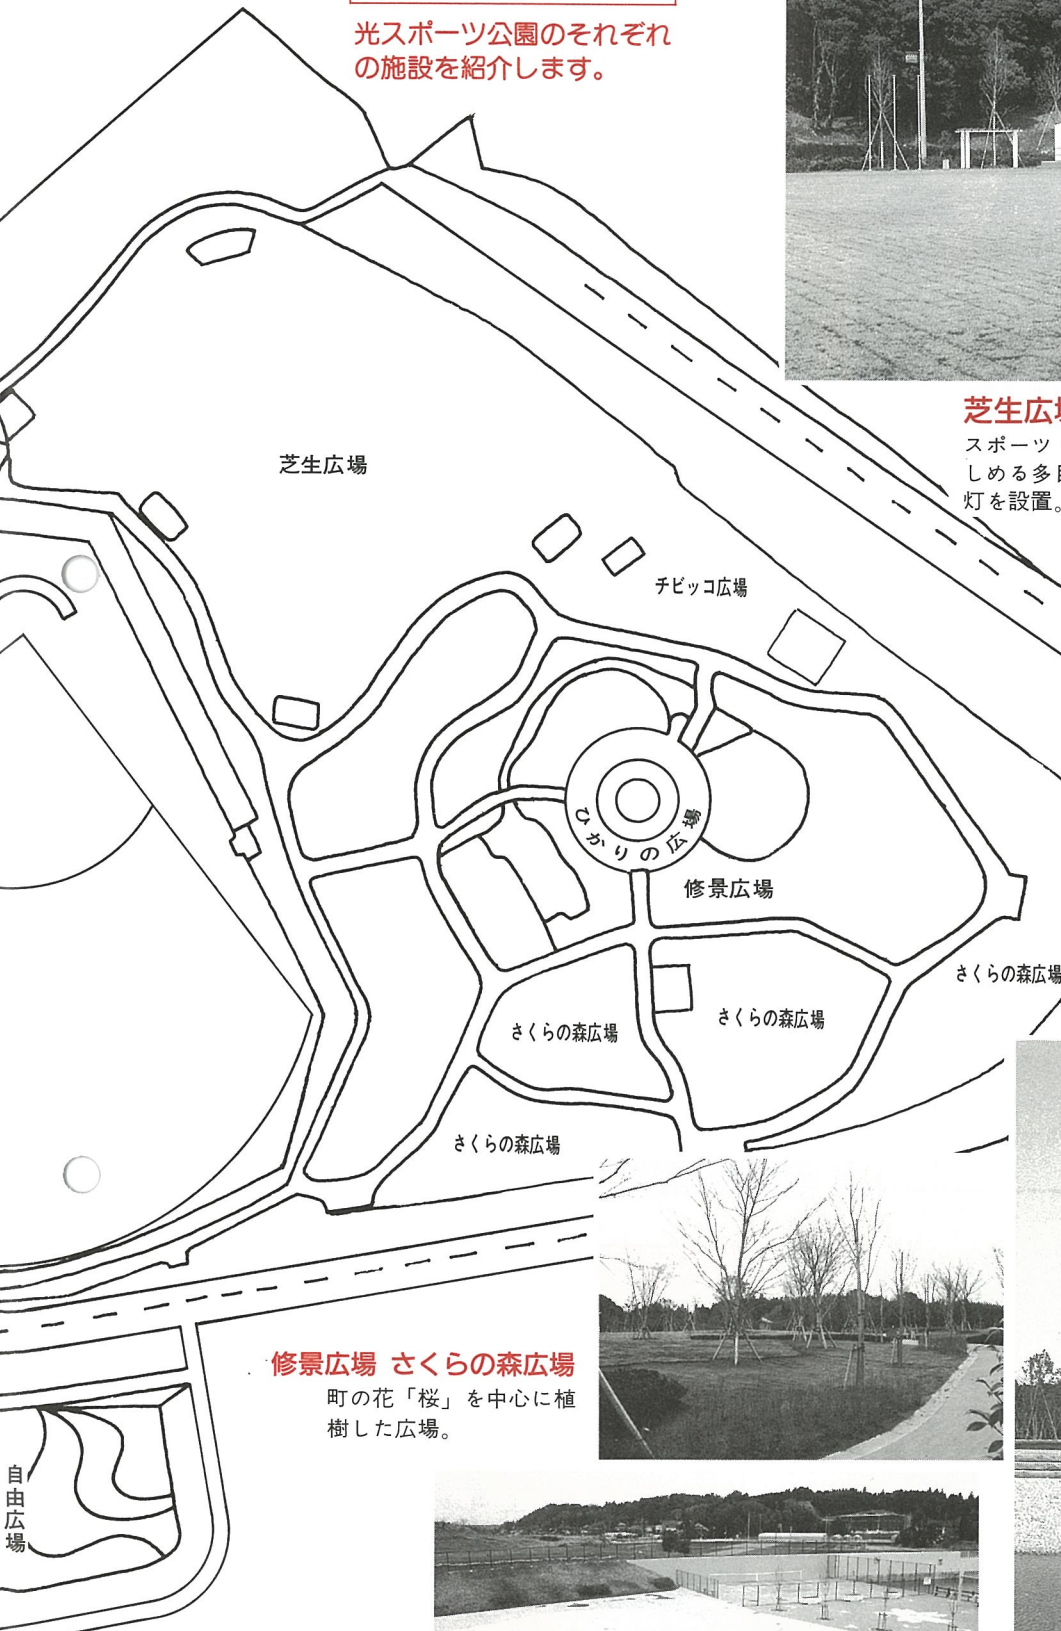 光スポーツ公園のそれぞれ
の施設を紹介します。
芝生広
スポーツ
しめる多
灯を設置。
芝生広場
チビッコ広場
ひかりの広場
修景広場
さくらの森広場
さくらの森広場
さくらの森広場
さくらの森広場
修景広場 さくらの森広場
町の花「桜」を中心に植
樹した広場。
自由広場